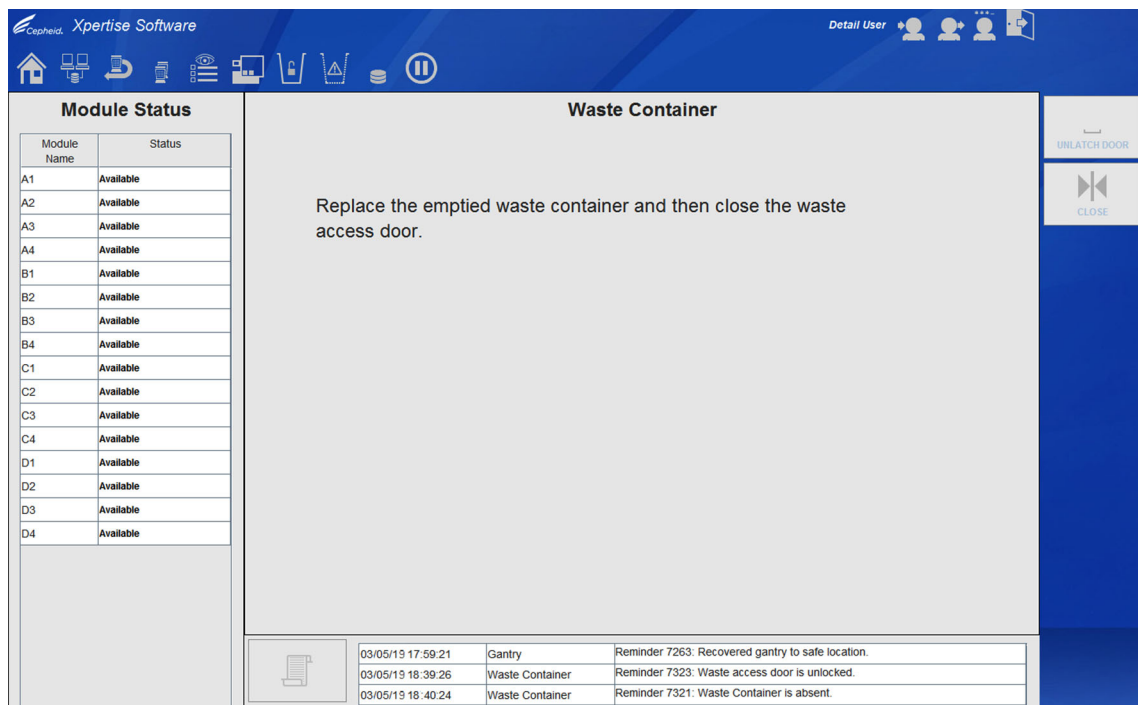 Cepheid. Xpertise Software
Detail User
Module Status
Waste Container
UNLATCH DOOR
CLOSE
Module Name Status
A1 Available
A2 Available
A3 Available
A4 Available
B1 Available
B2 Available
B3 Available
B4 Available
C1 Available
C2 Available
C3 Available
C4 Available
D1 Available
D2 Available
D3 Available
D4 Available
Replace the emptied waste container and then close the waste
access door.
03/05/19 17:59:21 Gantry Reminder 7263: Recovered gantry to safe location.
03/05/19 18:39:26 Waste Container Reminder 7323: Waste access door is unlocked.
03/05/19 18:40:24 Waste Container Reminder 7321: Waste Container is absent.